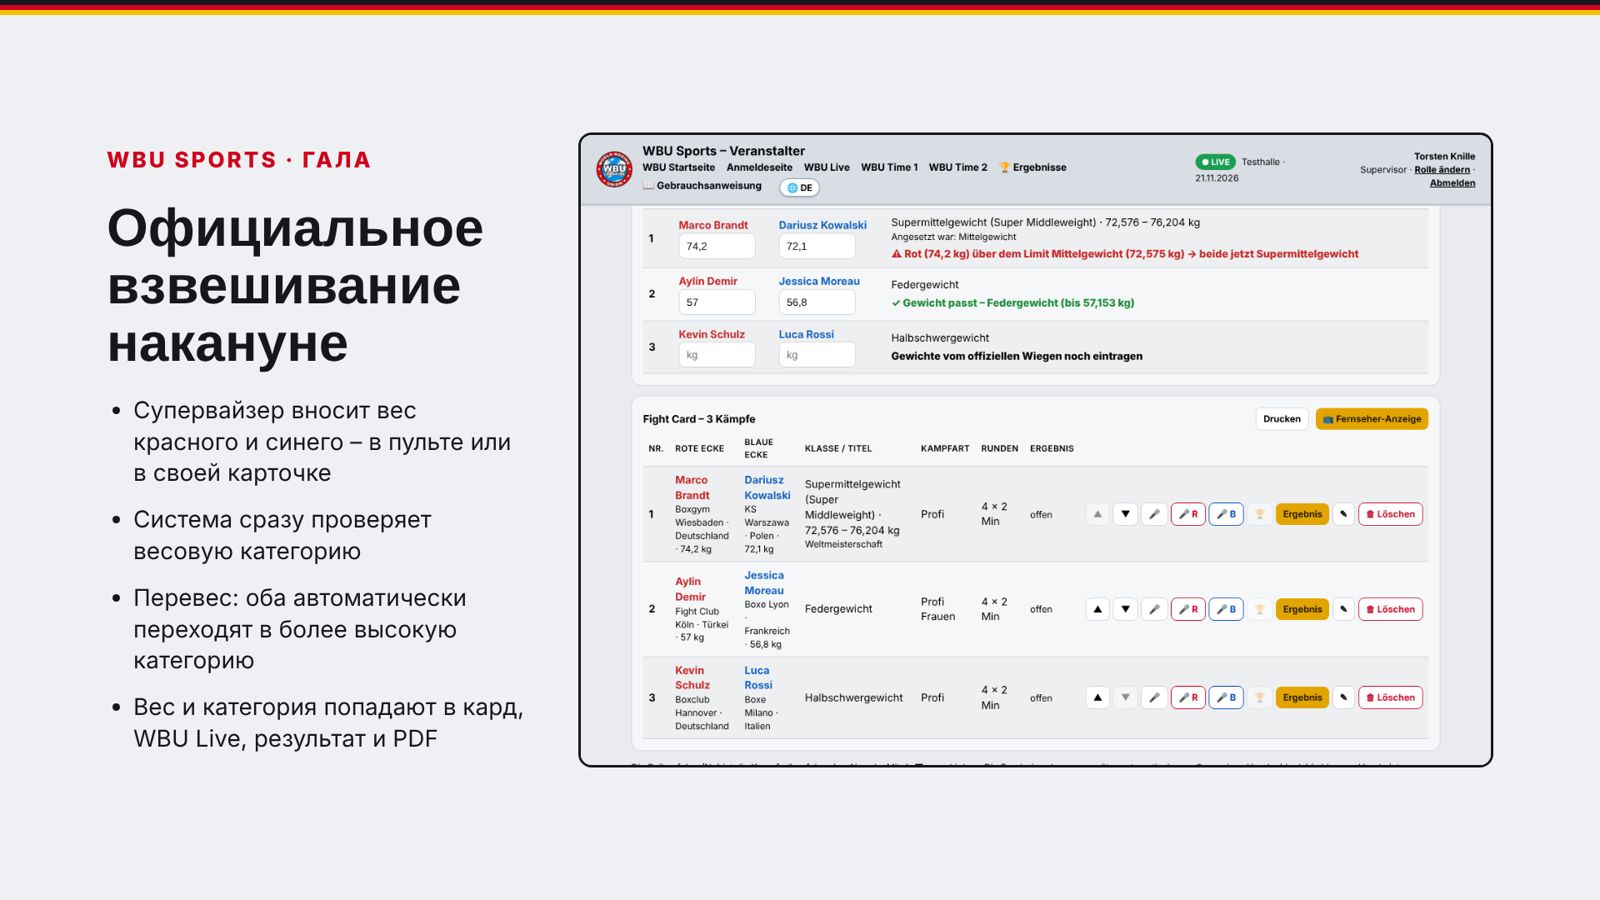 WBU SPORTS · ГАЛА
Официальное
взвешивание
накануне
• Супервайзер вносит вес
красного и синего – в пульте или
в своей карточке
• Система сразу проверяет
весовую категорию
• Перевес: оба автоматически
переходят в более высокую
категорию
• Вес и категория попадают в кард,
WBU Live, результат и PDF
WBU Sports – Veranstalter
WBU Startseite Anmeldeseite WBU Live WBU Time 1 WBU Time 2 🏆 Ergebnisse
📖 Gebrauchsanweisung 🌐 DE
LIVE Testhalle ·
21.11.2026
Torsten Knille
Supervisor · Rolle ändern ·
Abmelden
WBU
1
Marco Brandt
74,2
Dariusz Kowalski
72,1
Supermittelgewicht (Super Middleweight) · 72,576 – 76,204 kg
Angesetzt war: Mittelgewicht
⚠ Rot (74,2 kg) über dem Limit Mittelgewicht (72,575 kg) → beide jetzt Supermittelgewicht
2
Aylin Demir
57
Jessica Moreau
56,8
Federgewicht
✓ Gewicht passt – Federgewicht (bis 57,153 kg)
3
Kevin Schulz
kg
Luca Rossi
kg
Halbschwergewicht
Gewichte vom offiziellen Wiegen noch eintragen
Fight Card – 3 Kämpfe
Drucken
📺 Fernseher-Anzeige
NR. ROTE ECKE BLAUE ECKE KLASSE / TITEL KAMPFART RUNDEN ERGEBNIS
1
Marco
Brandt
Boxgym
Wiesbaden ·
Deutschland
· 74,2 kg
Dariusz
Kowalski
KS
Warszawa
· Polen ·
72,1 kg
Supermittelgewicht
(Super
Middleweight) ·
72,576 – 76,204 kg
Weltmeisterschaft
Profi
4 × 2
Min
offen
▲ ▼ 🎤 🎤 R 🎤 B 🏆 Ergebnis ✎ 🗑 Löschen
2
Aylin
Demir
Fight Club
Köln · Türkei
· 57 kg
Jessica
Moreau
Boxe Lyon
·
Frankreich
· 56,8 kg
Federgewicht
Profi
Frauen
4 × 2
Min
offen
▲ ▼ 🎤 🎤 R 🎤 B 🏆 Ergebnis ✎ 🗑 Löschen
3
Kevin
Schulz
Boxclub
Hannover ·
Deutschland
Luca
Rossi
Boxe
Milano ·
Italien
Halbschwergewicht
Profi
4 × 2
Min
offen
▲ ▼ 🎤 🎤 R 🎤 B 🏆 Ergebnis ✎ 🗑 Löschen